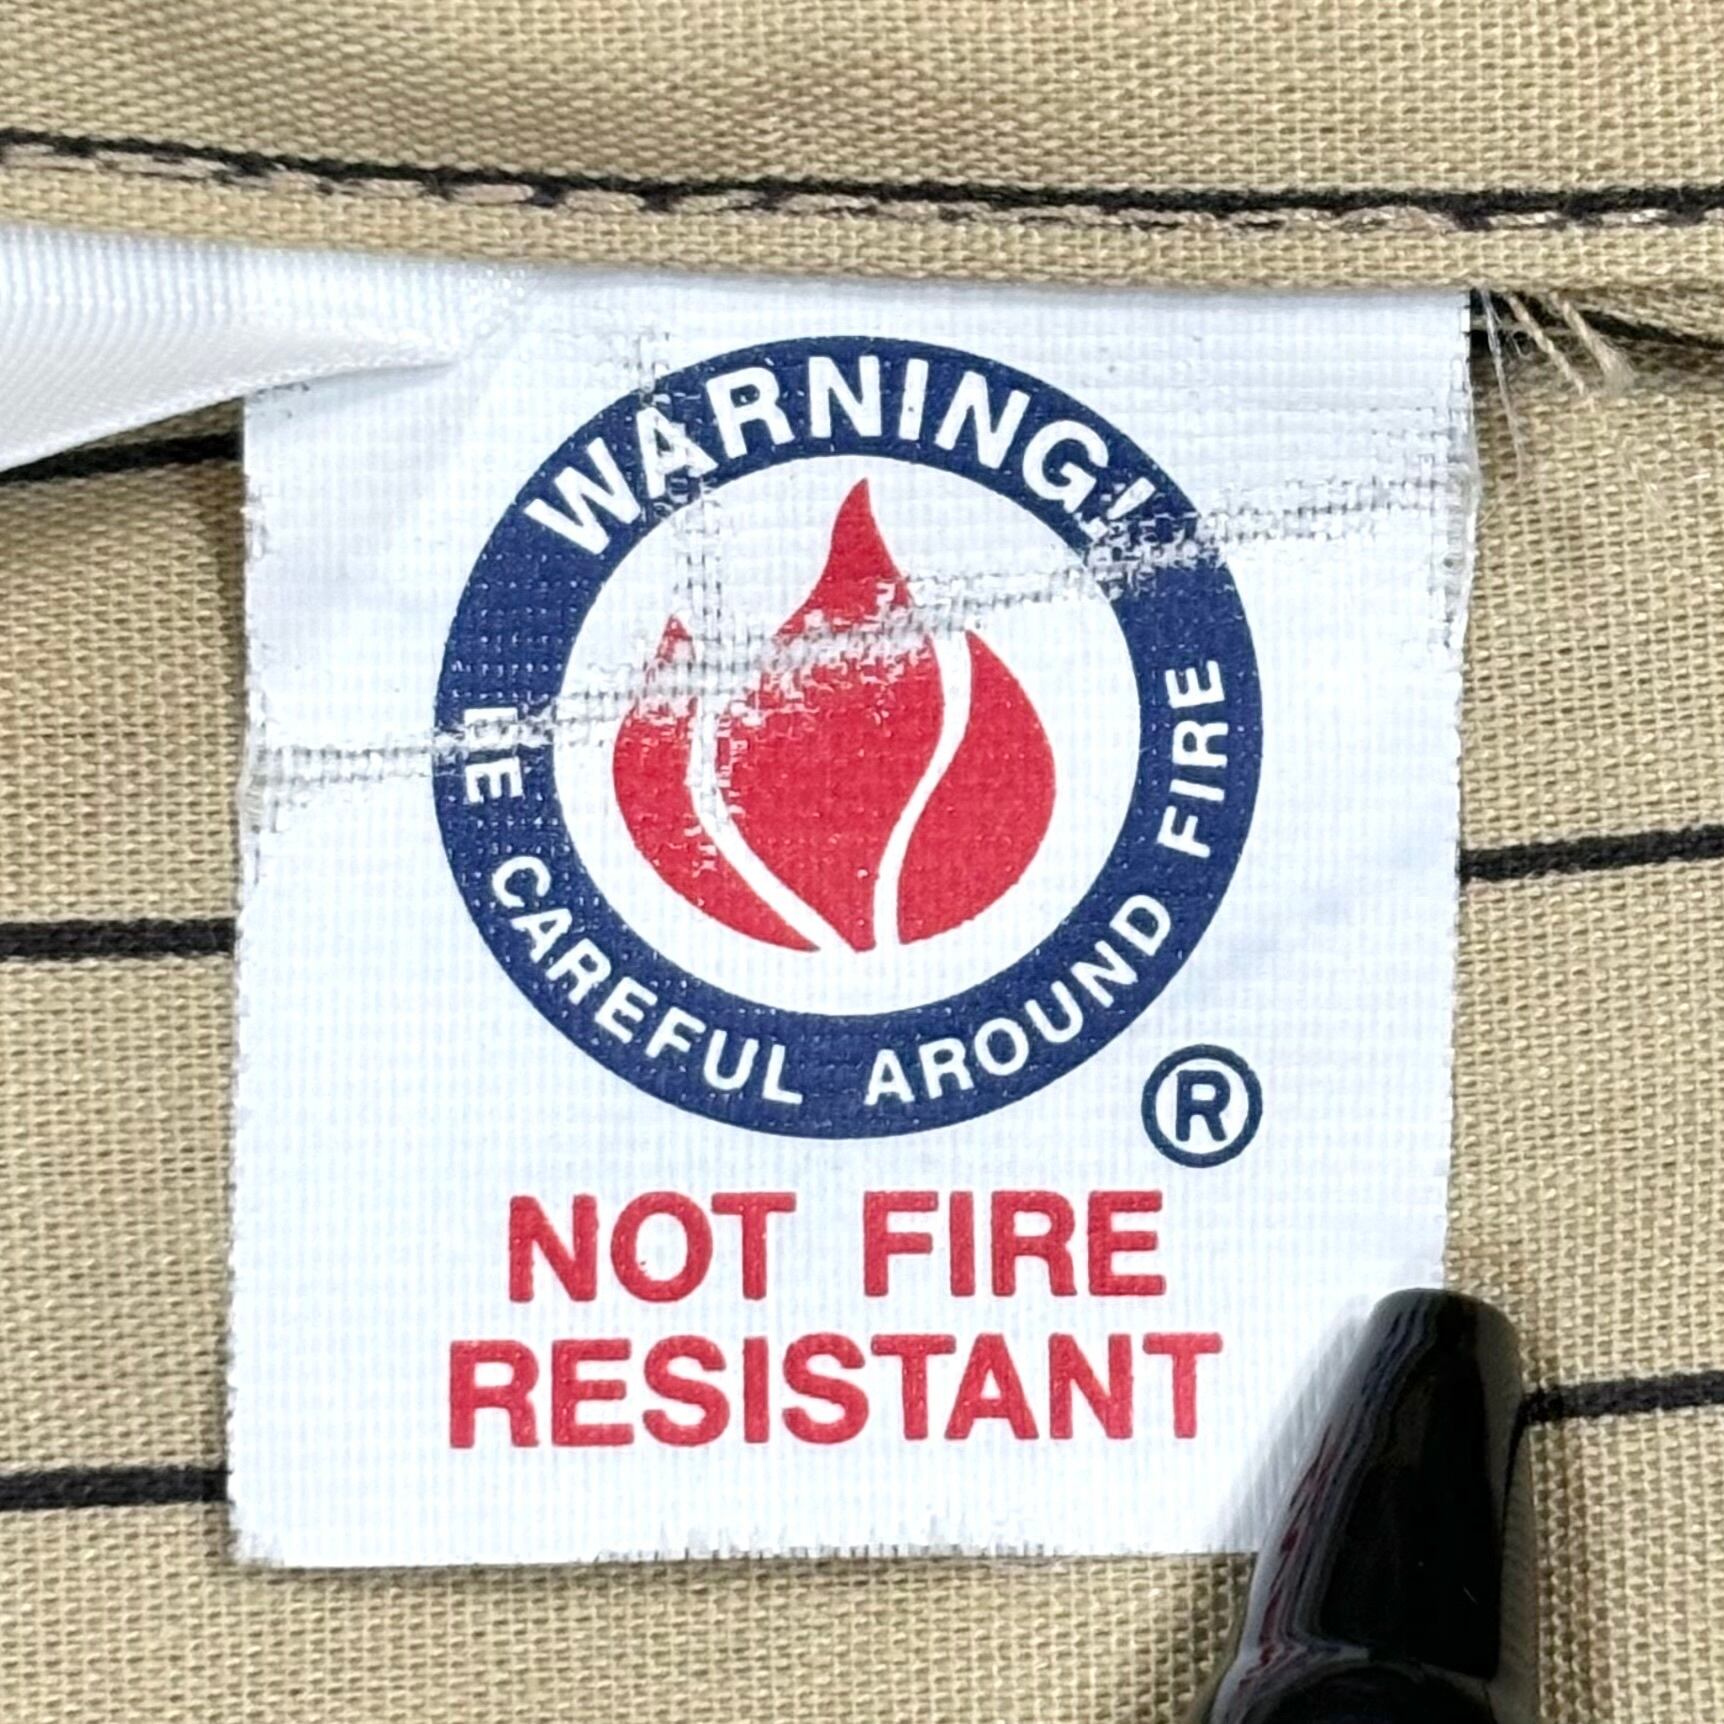 WARNING!
BE CAREFUL AROUND FIRE
®
NOT FIRE
RESISTANT